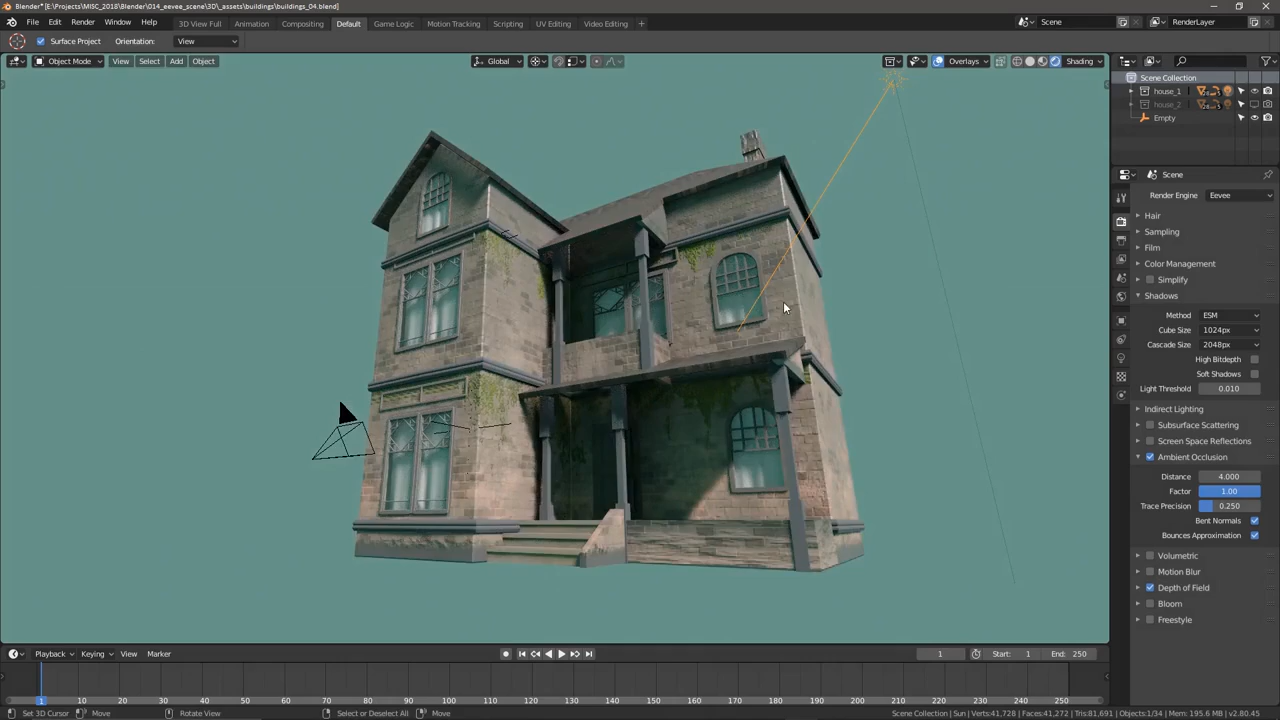 Blender* [E:\Projects\MISC_2018\Blender\014_eevee_scene\3D\_assets\buildings\buildings_04.blend]
File Edit Render Window Help 3D View Full Animation Compositing Default Game Logic Motion Tracking Scripting UV Editing Video Editing + Scene RenderLayer
Surface Project Orientation: View
Object Mode View Select Add Object Global Overlays Shading
Scene Collection
house_1
house_2
Empty
Scene
Render Engine Eevee
Hair
Sampling
Film
Color Management
Simplify
Shadows
Method ESM
Cube Size 1024px
Cascade Size 2048px
High Bitdepth
Soft Shadows
Light Threshold 0.010
Indirect Lighting
Subsurface Scattering
Screen Space Reflections
Ambient Occlusion
Distance 4.000
Factor 1.00
Trace Precision 0.250
Bent Normals
Bounces Approximation
Volumetric
Motion Blur
Depth of Field
Bloom
Freestyle
Playback Keying View Marker 1 Start: 1 End: 250
1 10 20 30 40 50 60 70 80 90 100 110 120 130 140 150 160 170 180 190 200 210 220 230 240 250
Set 3D Cursor Move Rotate View Select or Deselect All Move Scene Collection | Sun | Verts:41,728 | Faces:41,272 | Tris:81,691 | Objects:1/34 | Mem: 195.6 MB | v2.80.45